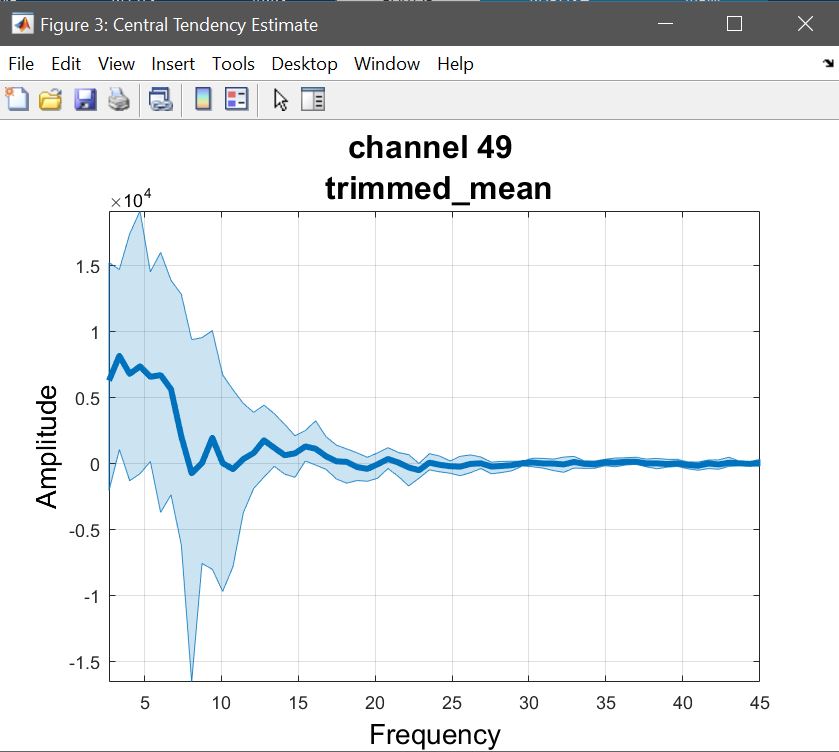 Figure 3: Central Tendency Estimate
File Edit View Insert Tools Desktop Window Help
channel 49
trimmed_mean
×10⁴
1.5
1
0.5
0
-0.5
-1
-1.5
Amplitude
5 10 15 20 25 30 35 40 45
Frequency